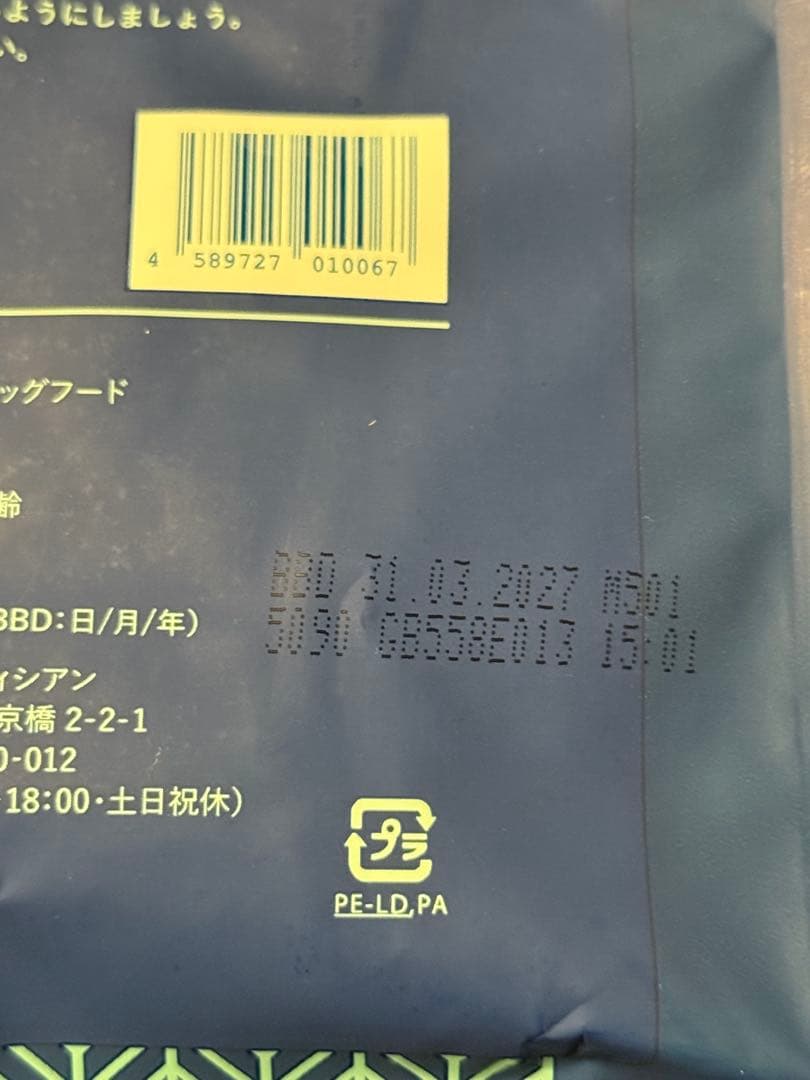 ようにしましょう。
い。
4 589727 010067
ッグフード
齢
BBD 31.03.2027 M301
5090 GB558E013 15:01
BBD：日/月/年）
ィシアン
京橋 2-2-1
0-012
18:00・土日祝休）
プラ
PE-LD,PA